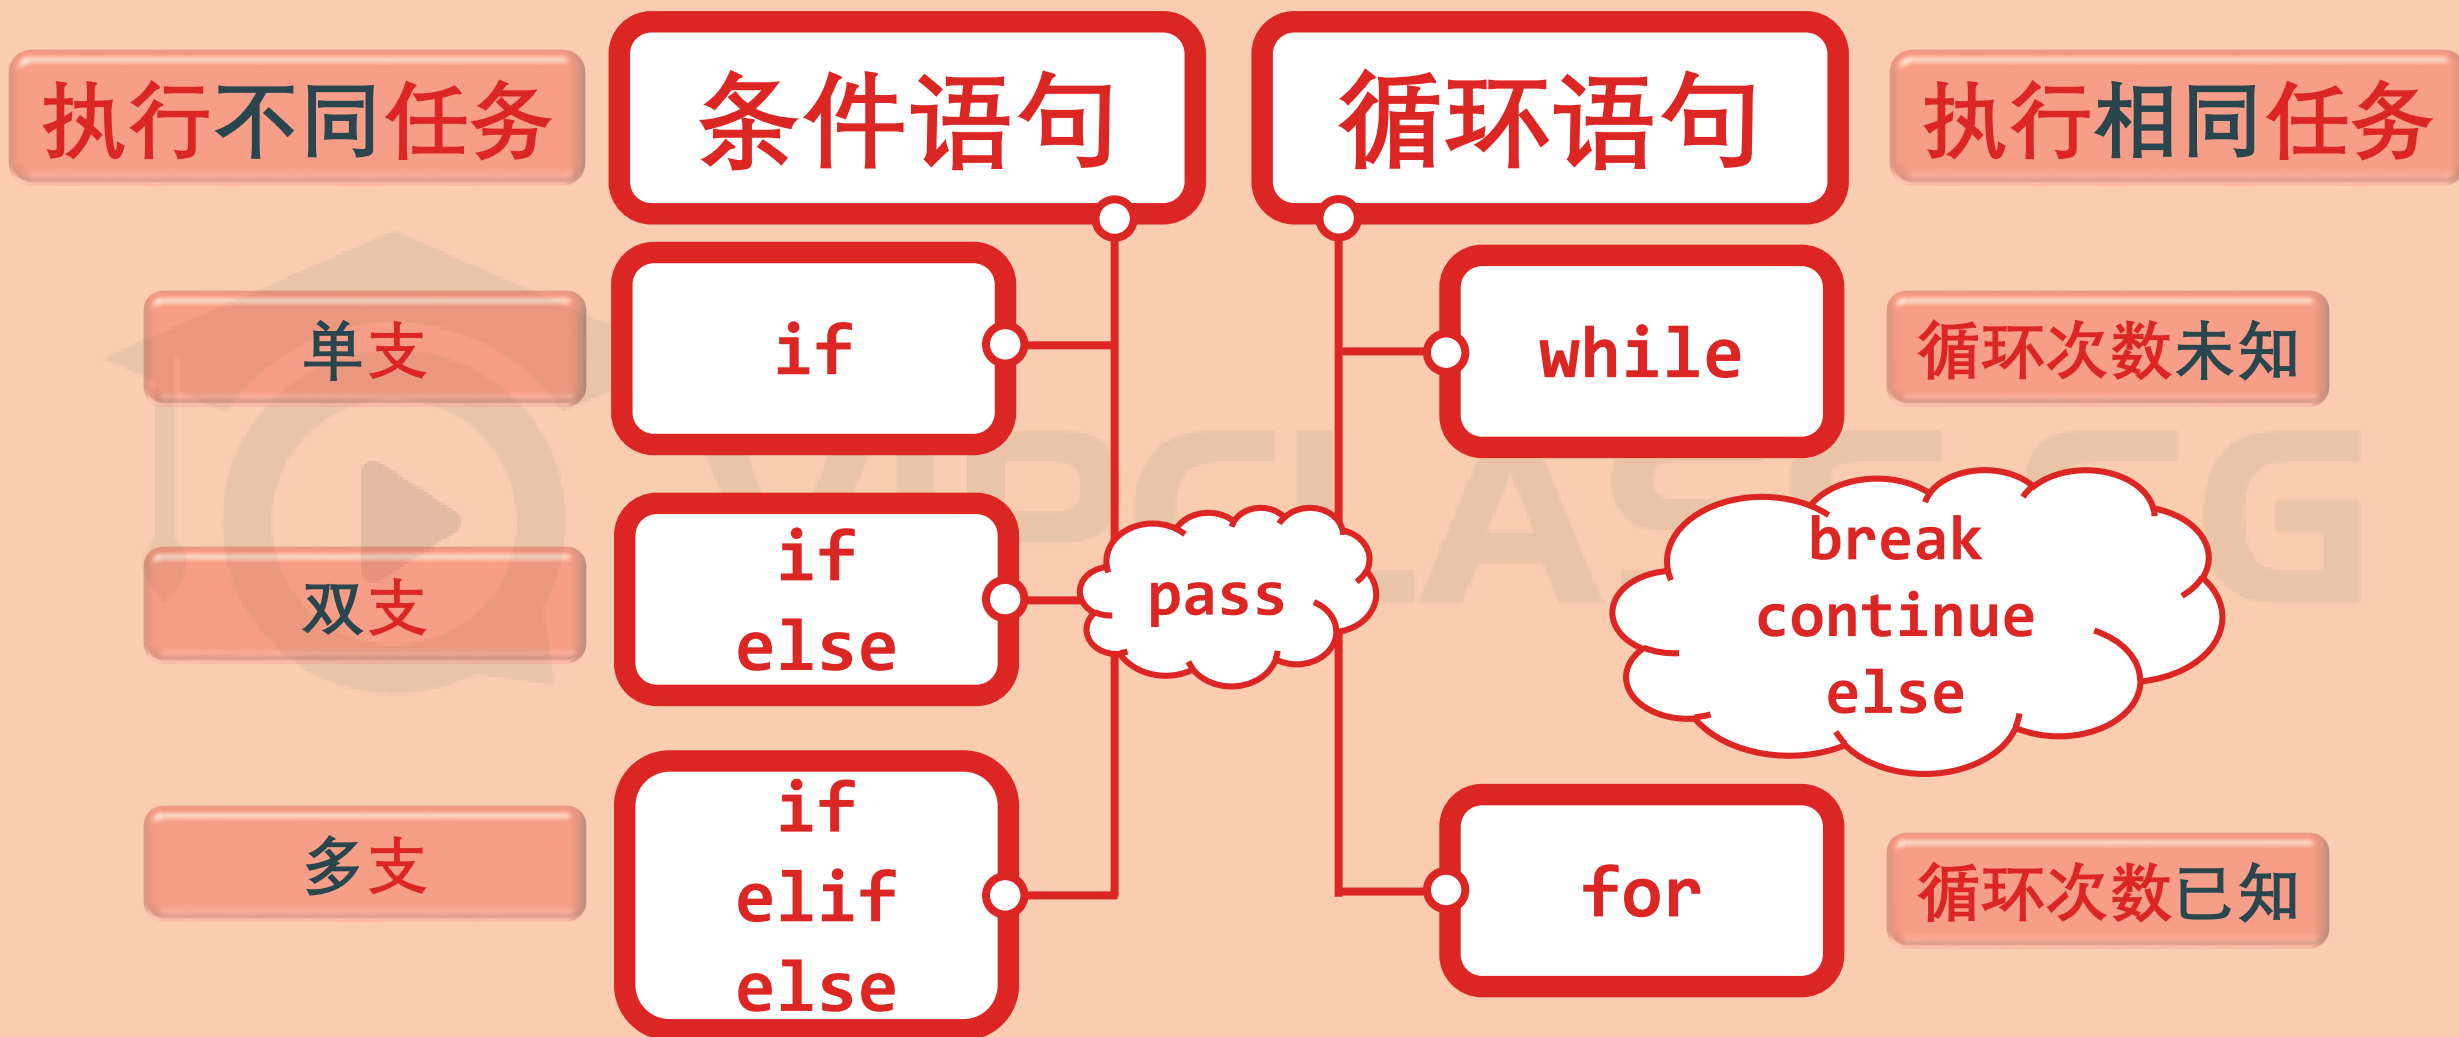 执行不同任务
条件语句
循环语句
执行相同任务
单支
if
while
循环次数未知
双支
if
else
pass
break
continue
else
多支
if
elif
else
for
循环次数已知
VIPCLASS SG